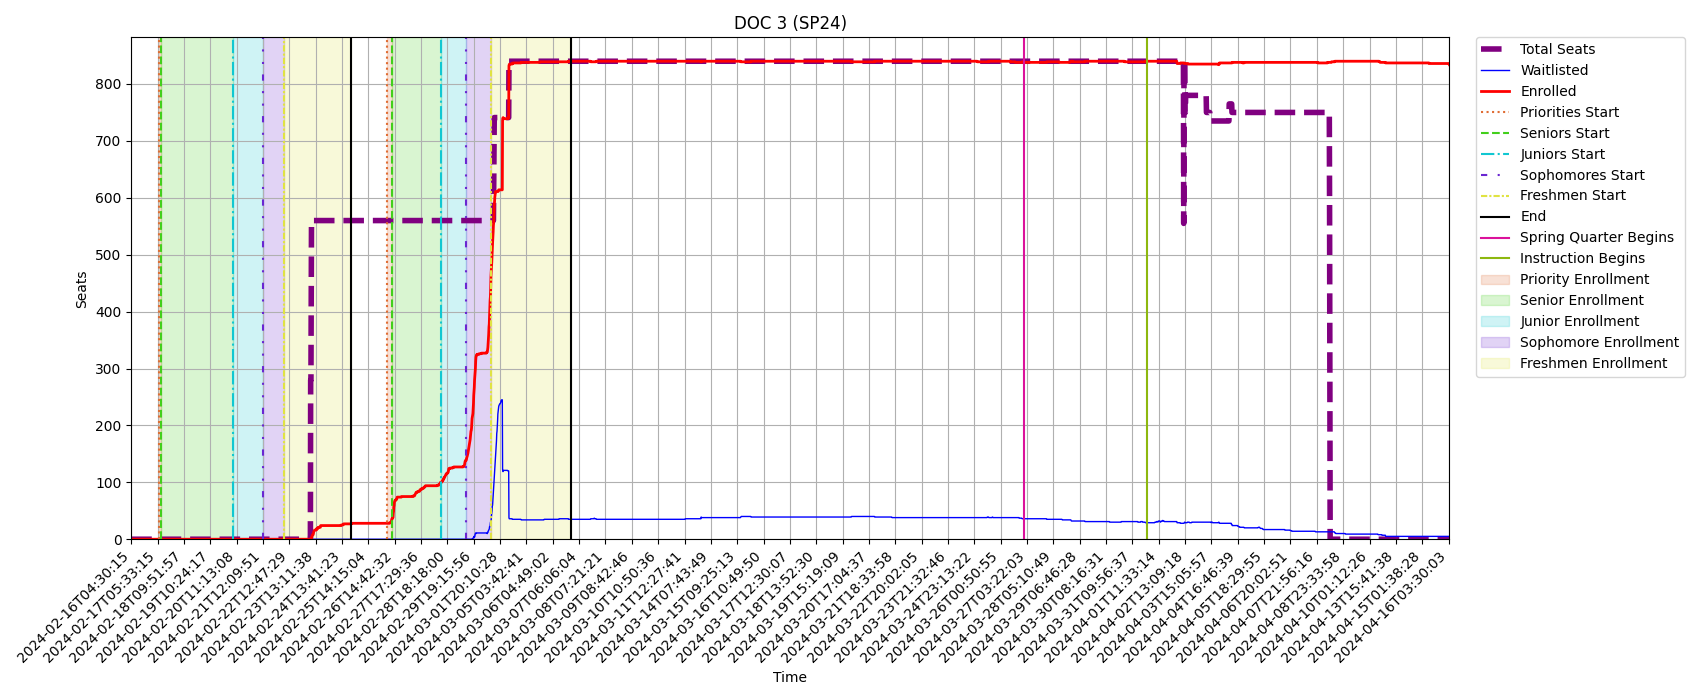 DOC 3 (SP24)
Seats
800
700
600
500
400
300
200
100
0
2024-02-16T04:30:15
2024-02-17T05:33:15
2024-02-18T09:51:57
2024-02-19T10:24:17
2024-02-20T11:13:08
2024-02-21T12:09:51
2024-02-22T12:47:29
2024-02-23T13:11:38
2024-02-24T13:41:23
2024-02-25T14:15:04
2024-02-26T14:42:32
2024-02-27T17:29:36
2024-02-28T18:18:00
2024-02-29T19:15:56
2024-03-01T20:10:28
2024-03-05T03:42:41
2024-03-06T04:49:02
2024-03-07T06:06:04
2024-03-08T07:21:21
2024-03-09T08:42:46
2024-03-10T10:50:36
2024-03-11T12:27:41
2024-03-14T07:43:49
2024-03-15T09:25:13
2024-03-16T10:49:50
2024-03-17T12:30:07
2024-03-18T13:52:30
2024-03-19T15:19:09
2024-03-20T17:04:37
2024-03-21T18:33:58
2024-03-22T20:02:05
2024-03-23T21:32:46
2024-03-24T23:13:22
2024-03-26T00:50:55
2024-03-27T03:22:03
2024-03-28T05:10:49
2024-03-29T06:46:28
2024-03-30T08:16:31
2024-03-31T09:56:37
2024-04-01T11:33:14
2024-04-02T13:09:18
2024-04-03T15:05:57
2024-04-04T16:46:39
2024-04-05T18:29:55
2024-04-06T20:02:51
2024-04-07T21:56:16
2024-04-08T23:33:58
2024-04-10T01:12:26
2024-04-13T15:41:38
2024-04-15T01:38:28
2024-04-16T03:30:03
Time
Total Seats
Waitlisted
Enrolled
Priorities Start
Seniors Start
Juniors Start
Sophomores Start
Freshmen Start
End
Spring Quarter Begins
Instruction Begins
Priority Enrollment
Senior Enrollment
Junior Enrollment
Sophomore Enrollment
Freshmen Enrollment